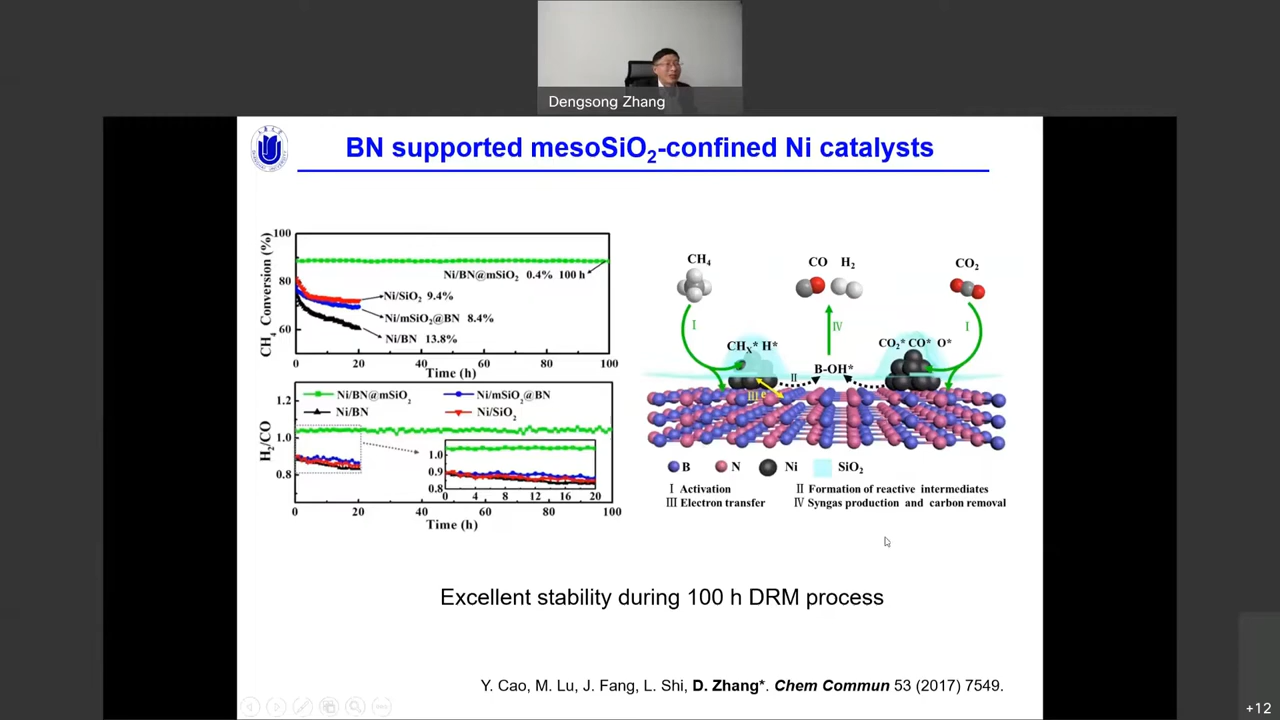 Dengsong Zhang
BN supported mesoSiO₂-confined Ni catalysts
CH₄ Conversion (%)
100
80
60
Ni/BN@mSiO₂ 0.4% 100 h
Ni/SiO₂ 9.4%
Ni/mSiO₂@BN 8.4%
Ni/BN 13.8%
0 20 40 60 80 100
Time (h)
H₂/CO
1.2
1.0
0.8
Ni/BN@mSiO₂ Ni/mSiO₂@BN
Ni/BN Ni/SiO₂
1.0
0.9
0.8
0 4 8 12 16 20
0 20 40 60 80 100
Time (h)
CH₄ CO H₂ CO₂
Ⅰ Ⅳ Ⅰ
CHₓ* H* CO₂* CO* O*
B-OH*
Ⅱ
Ⅲ e⁻
B N Ni SiO₂
Ⅰ Activation Ⅱ Formation of reactive intermediates
Ⅲ Electron transfer Ⅳ Syngas production and carbon removal
Excellent stability during 100 h DRM process
Y. Cao, M. Lu, J. Fang, L. Shi, D. Zhang*. Chem Commun 53 (2017) 7549.
+12